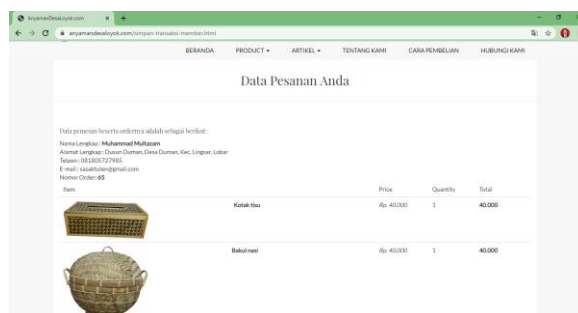 AnyamanDesaLoyok.com
anyamandesaloyok.com/simpan-transaksi-member.html
BERANDA PRODUCT ARTIKEL TENTANG KAMI CARA PEMBELIAN HUBUNGI KAMI
Data Pesanan Anda
Data pemesan beserta ordernya adalah sebagai berikut:
Nama Lengkap : Muhammad Multazam
Alamat Lengkap : Dusun Duman, Desa Duman, Kec. Lingsar, Lobar
Telpon : 081805727985
E-mail : sasaktulen@gmail.com
Nomor Order: 65
Item Price Quantity Total
Kotak tisu Rp. 40.000 1 40.000
Bakul nasi Rp. 40.000 1 40.000